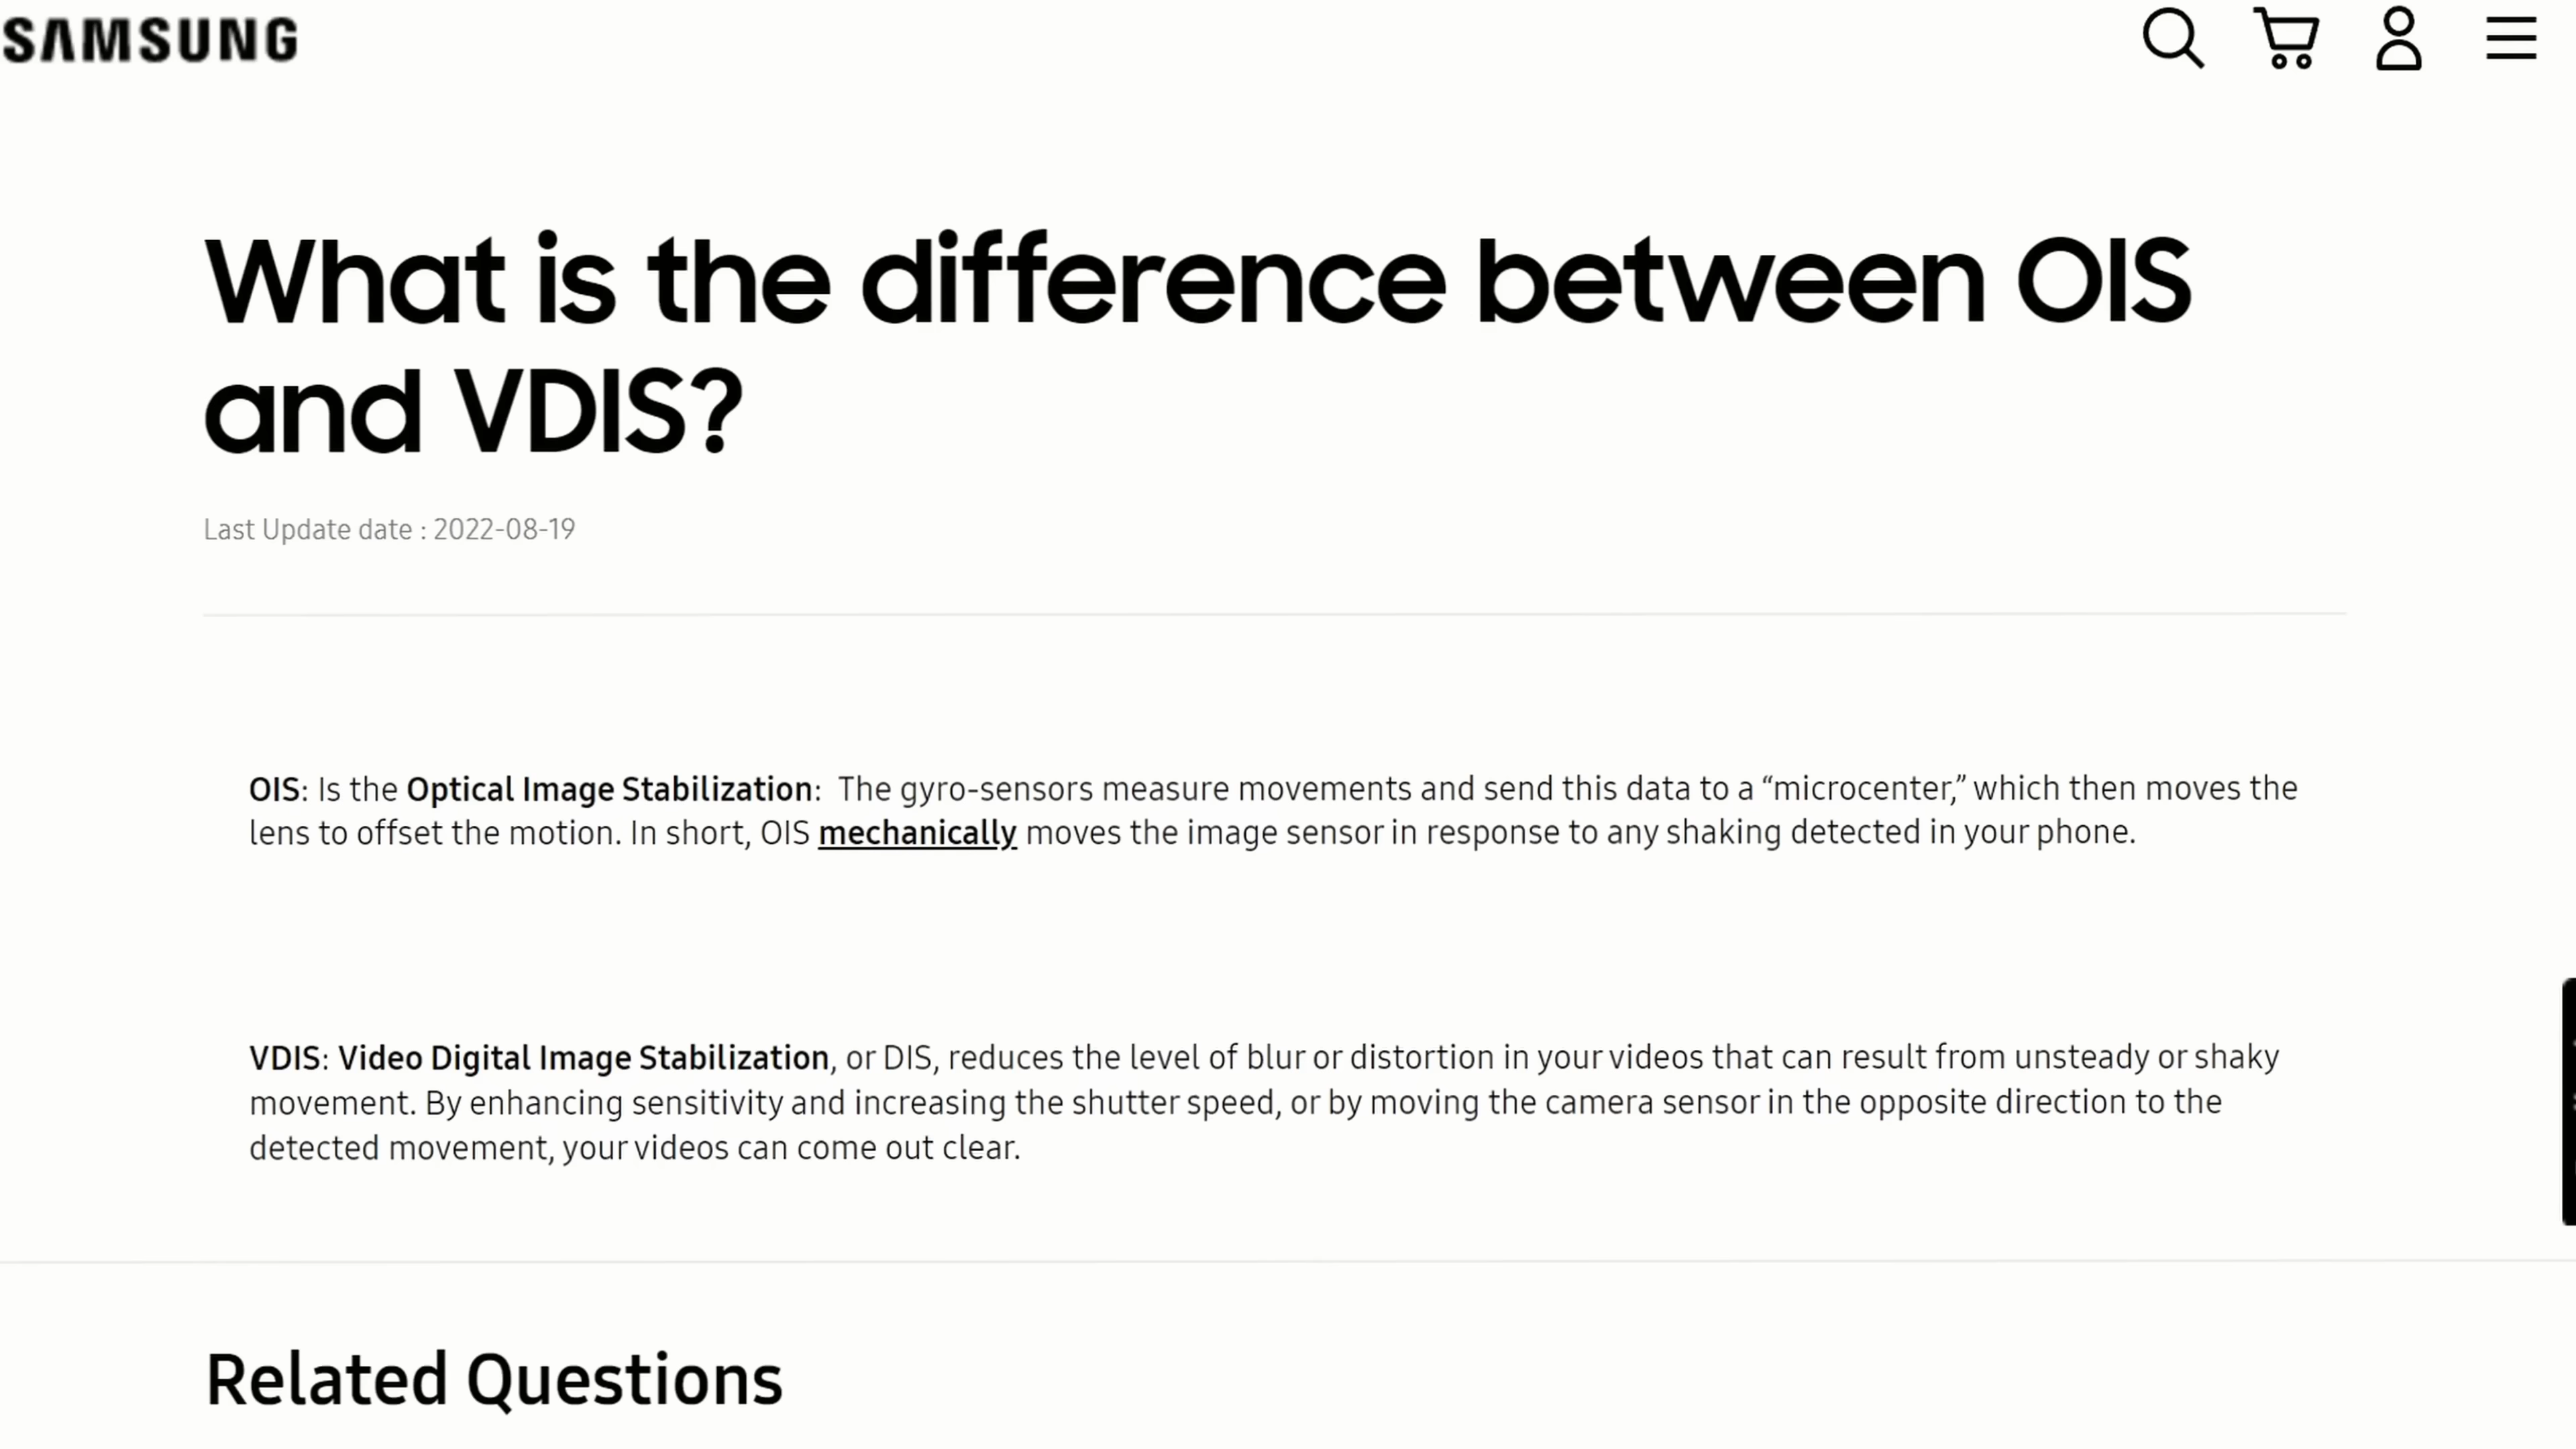 SAMSUNG
What is the difference between OIS
and VDIS?
Last Update date : 2022-08-19
OIS: Is the Optical Image Stabilization:  The gyro-sensors measure movements and send this data to a “microcenter,” which then moves the
lens to offset the motion. In short, OIS mechanically moves the image sensor in response to any shaking detected in your phone.
VDIS: Video Digital Image Stabilization, or DIS, reduces the level of blur or distortion in your videos that can result from unsteady or shaky
movement. By enhancing sensitivity and increasing the shutter speed, or by moving the camera sensor in the opposite direction to the
detected movement, your videos can come out clear.
Related Questions